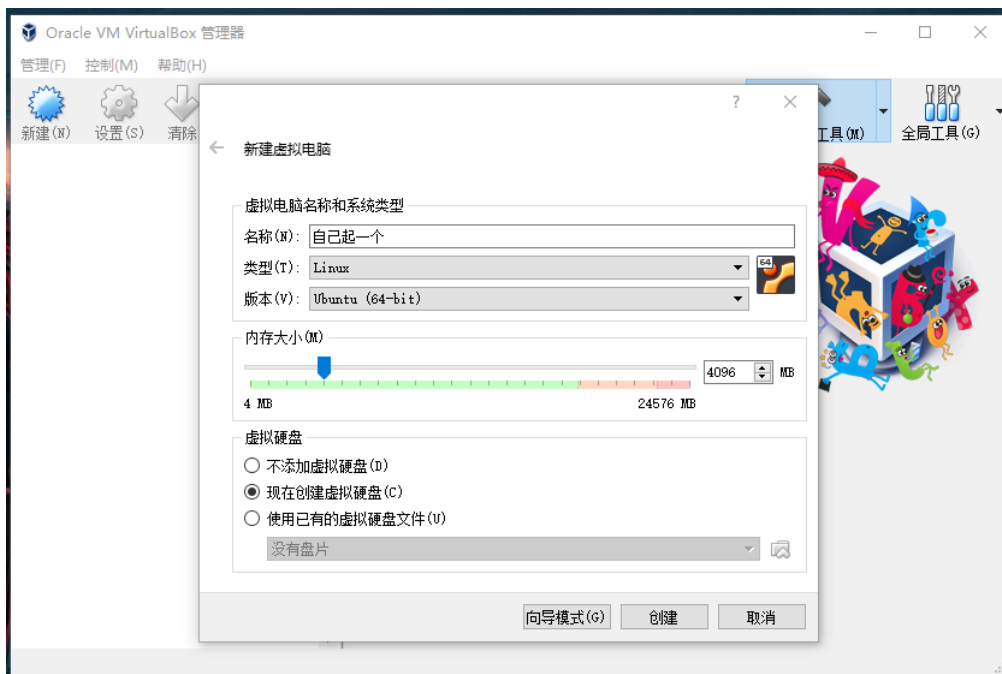 Oracle VM VirtualBox 管理器
管理(F) 控制(M) 帮助(H)
新建(N) 设置(S) 清除 工具(M) 全局工具(G)
?
新建虚拟电脑
虚拟电脑名称和系统类型
名称(N): 自己起一个
类型(T): Linux
64
版本(V): Ubuntu (64-bit)
内存大小(M)
4096 MB
4 MB 24576 MB
虚拟硬盘
不添加虚拟硬盘(D)
现在创建虚拟硬盘(C)
使用已有的虚拟硬盘文件(U)
没有盘片
向导模式(G) 创建 取消